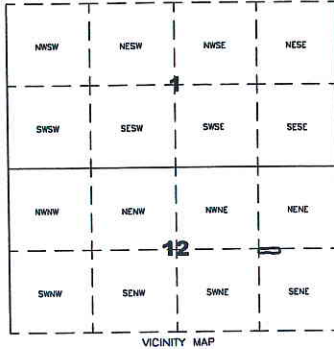 NWSW NESW NWSE NESE
1
SWSW SESW SWSE SESE
NWNW NENW NWNE NENE
12
SWNW SENW SWNE SENE
VICINITY MAP